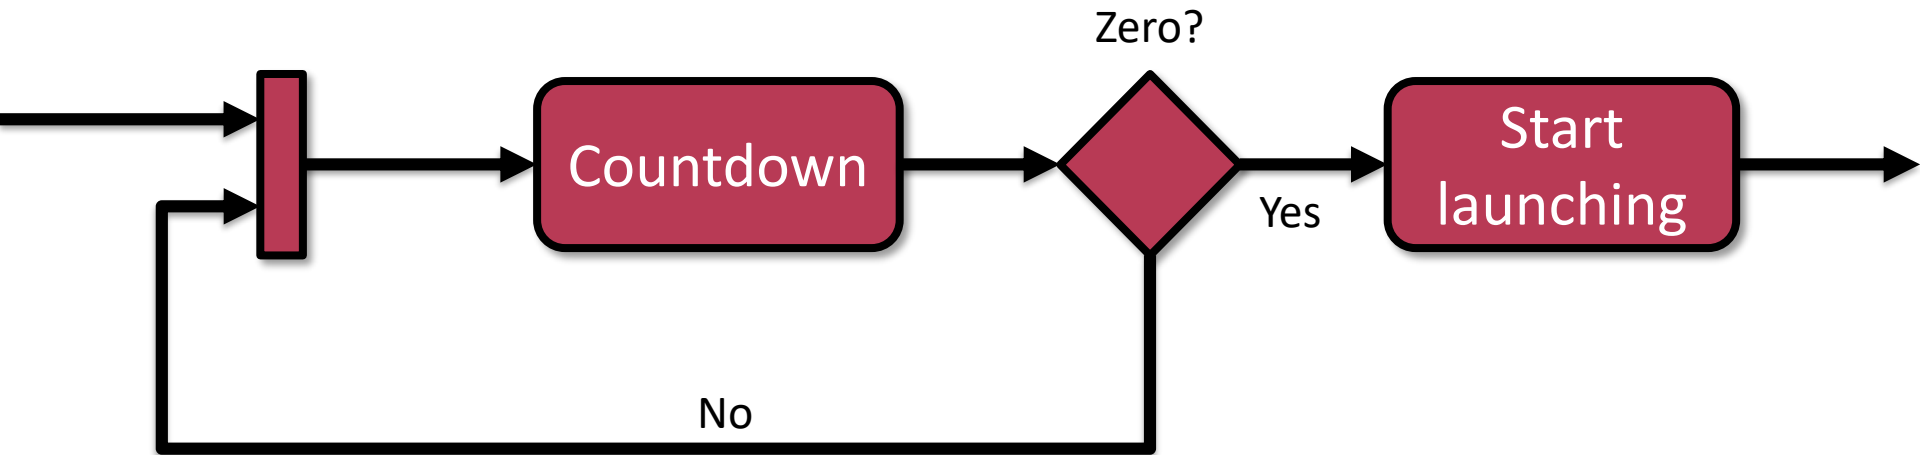 Zero?
Countdown
Yes
Start
launching
No